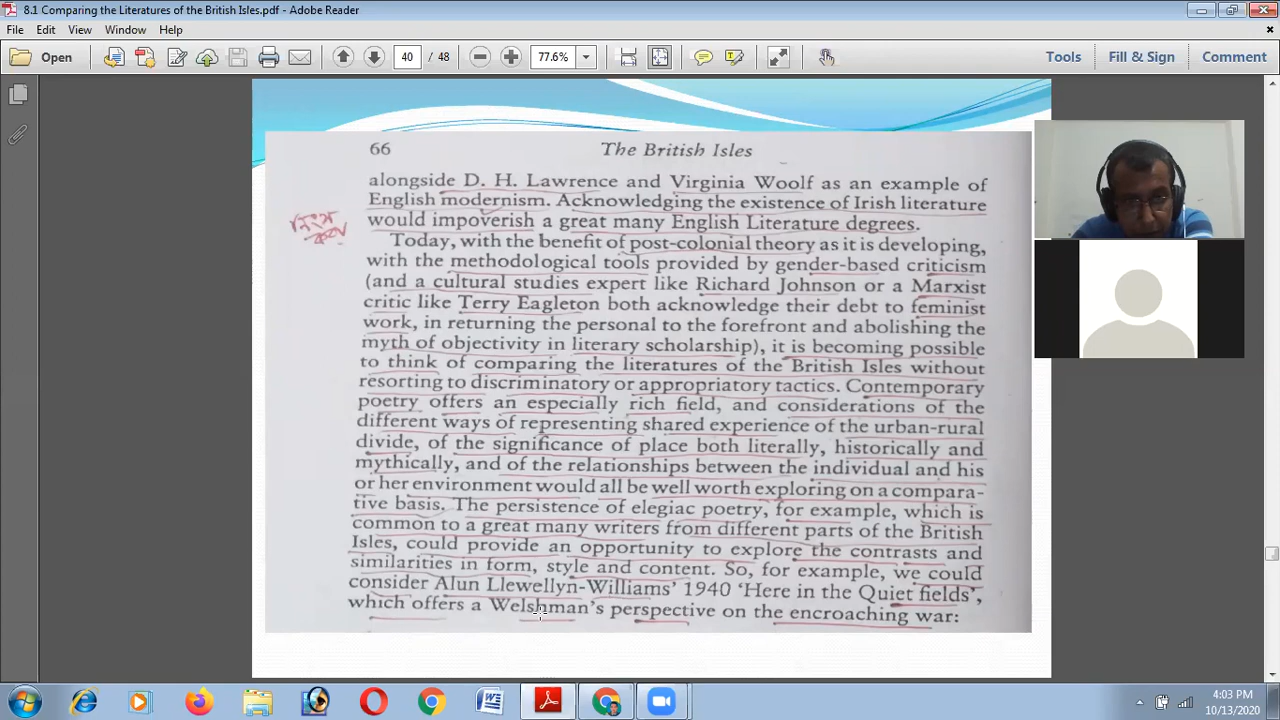 8.1 Comparing the Literatures of the British Isles.pdf - Adobe Reader
File Edit View Window Help
Open 40 / 48 77.6% Tools Fill & Sign Comment
66 The British Isles
alongside D. H. Lawrence and Virginia Woolf as an example of
English modernism. Acknowledging the existence of Irish literature
would impoverish a great many English Literature degrees.
Today, with the benefit of post-colonial theory as it is developing,
with the methodological tools provided by gender-based criticism
(and a cultural studies expert like Richard Johnson or a Marxist
critic like Terry Eagleton both acknowledge their debt to feminist
work, in returning the personal to the forefront and abolishing the
myth of objectivity in literary scholarship), it is becoming possible
to think of comparing the literatures of the British Isles without
resorting to discriminatory or appropriatory tactics. Contemporary
poetry offers an especially rich field, and considerations of the
different ways of representing shared experience of the urban-rural
divide, of the significance of place both literally, historically and
mythically, and of the relationships between the individual and his
or her environment would all be well worth exploring on a compara-
tive basis. The persistence of elegiac poetry, for example, which is
common to a great many writers from different parts of the British
Isles, could provide an opportunity to explore the contrasts and
similarities in form, style and content. So, for example, we could
consider Alun Llewellyn-Williams' 1940 'Here in the Quiet fields',
which offers a Welshman's perspective on the encroaching war:
4:03 PM
10/13/2020